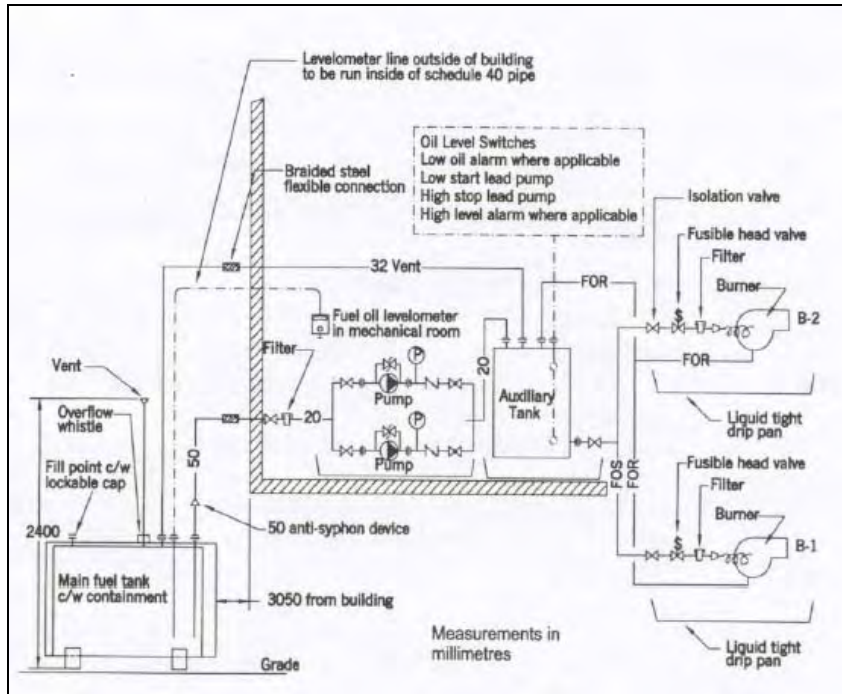 Levelometer line outside of building
to be run inside of schedule 40 pipe
Braided steel
flexible connection
Oil Level Switches
Low oil alarm where applicable
Low start lead pump
High stop lead pump
High level alarm where applicable
Isolation valve
Fusible head valve
Filter
Burner
B-2
32 Vent
FOR
Fuel oil levelometer
in mechanical room
Filter
P
20
Pump
P
Pump
20
Auxillary
Tank
FOR
Liquid tight
drip pan
Vent
Overflow
whistle
Fill point c/w
lockable cap
50
2400
50 anti-syphon device
FOS
FOR
Fusible head valve
Filter
Burner
B-1
Main fuel tank
c/w containment
3050 from building
Measurements in
millimetres
Liquid tight
drip pan
Grade
S
S